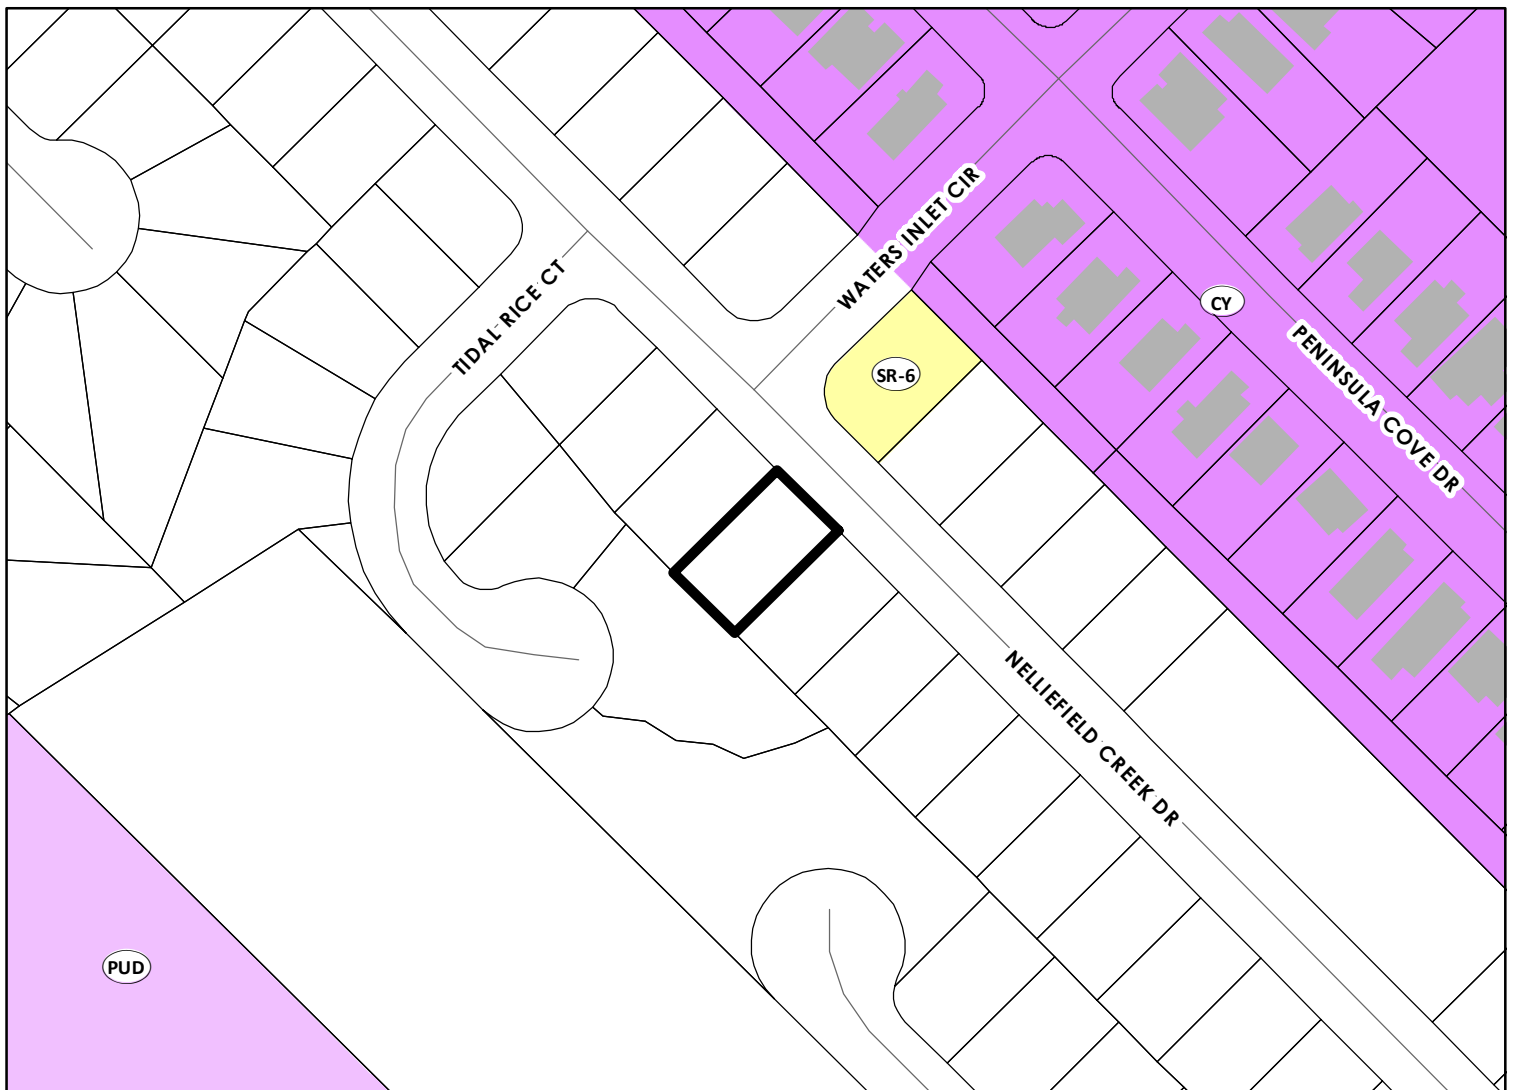 WATERS INLET CIR
TIDAL RICE CT
CY
PENINSULA COVE DR
SR-6
NELLIEFIELD CREEK DR
PUD